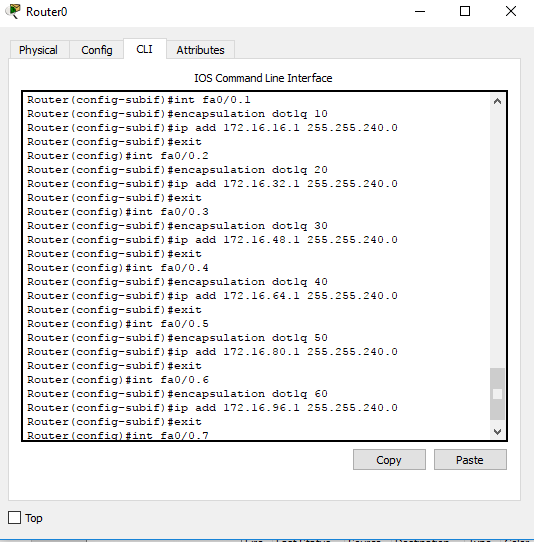 Router0
Physical Config CLI Attributes
IOS Command Line Interface
Router(config-subif)#int fa0/0.1
Router(config-subif)#encapsulation dot1q 10
Router(config-subif)#ip add 172.16.16.1 255.255.240.0
Router(config-subif)#exit
Router(config)#int fa0/0.2
Router(config-subif)#encapsulation dot1q 20
Router(config-subif)#ip add 172.16.32.1 255.255.240.0
Router(config-subif)#exit
Router(config)#int fa0/0.3
Router(config-subif)#encapsulation dot1q 30
Router(config-subif)#ip add 172.16.48.1 255.255.240.0
Router(config-subif)#exit
Router(config)#int fa0/0.4
Router(config-subif)#encapsulation dot1q 40
Router(config-subif)#ip add 172.16.64.1 255.255.240.0
Router(config-subif)#exit
Router(config)#int fa0/0.5
Router(config-subif)#encapsulation dot1q 50
Router(config-subif)#ip add 172.16.80.1 255.255.240.0
Router(config-subif)#exit
Router(config)#int fa0/0.6
Router(config-subif)#encapsulation dot1q 60
Router(config-subif)#ip add 172.16.96.1 255.255.240.0
Router(config-subif)#exit
Router(config)#int fa0/0.7
Copy Paste
Top